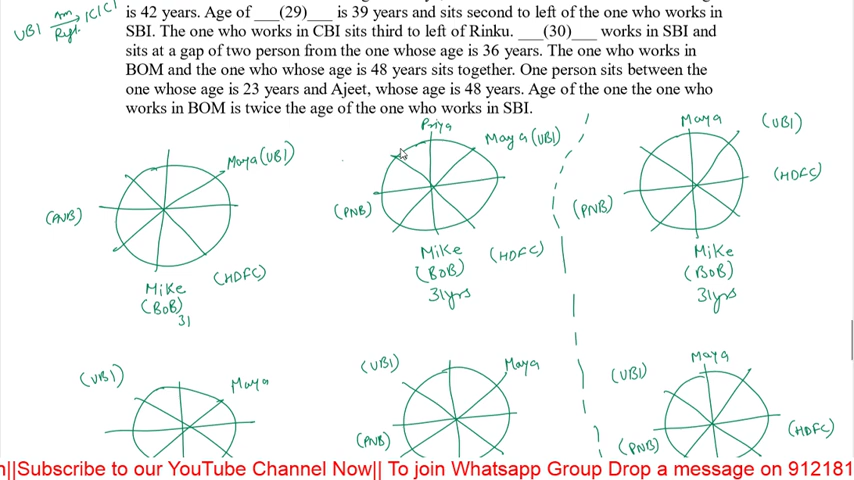 is 42 years. Age of ___(29)___ is 39 years and sits second to left of the one who works in
SBI. The one who works in CBI sits third to left of Rinku. ___(30)___ works in SBI and
sits at a gap of two person from the one whose age is 36 years. The one who works in
BOM and the one who whose age is 48 years sits together. One person sits between the
one whose age is 23 years and Ajeet, whose age is 48 years. Age of the one the one who
works in BOM is twice the age of the one who works in SBI.
UBI ICICI
Maya (UBI)
(PNB)
(HDFC)
Mike
(BOB)
31
Priya
Maya (UBI)
(PNB)
Mike
(BOB)
31yrs
(HDFC)
Maya
(UBI)
(HDFC)
(PNB)
Mike
(BOB)
31yrs
(UBI)
Maya
(UBI)
Maya
(PNB)
Maya
(UBI)
(HDFC)
(PNB)
n||Subscribe to our YouTube Channel Now|| To join Whatsapp Group Drop a message on 912181